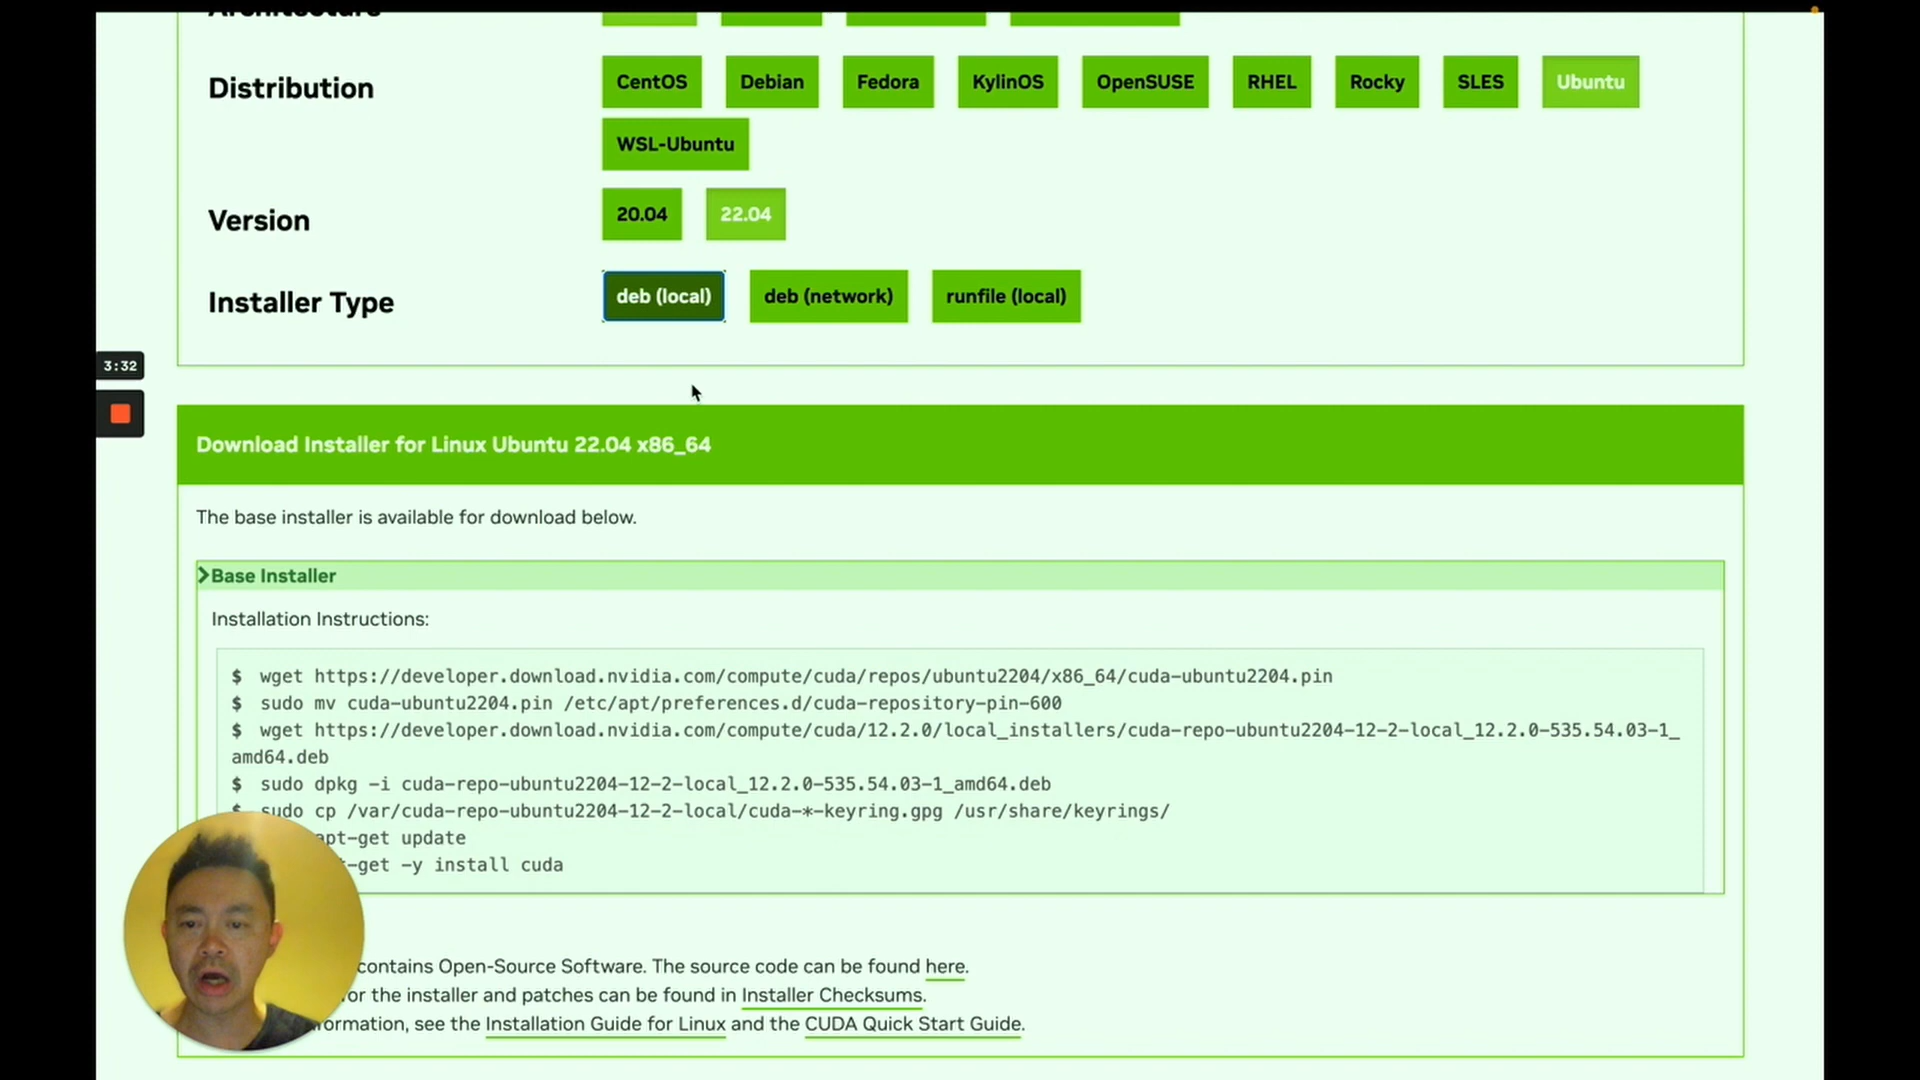 Architecture
Distribution
CentOS Debian Fedora KylinOS OpenSUSE RHEL Rocky SLES Ubuntu
WSL-Ubuntu
Version
20.04 22.04
Installer Type
deb (local) deb (network) runfile (local)
3:32
Download Installer for Linux Ubuntu 22.04 x86_64
The base installer is available for download below.
Base Installer
Installation Instructions:
$ wget https://developer.download.nvidia.com/compute/cuda/repos/ubuntu2204/x86_64/cuda-ubuntu2204.pin
$ sudo mv cuda-ubuntu2204.pin /etc/apt/preferences.d/cuda-repository-pin-600
$ wget https://developer.download.nvidia.com/compute/cuda/12.2.0/local_installers/cuda-repo-ubuntu2204-12-2-local_12.2.0-535.54.03-1_
amd64.deb
$ sudo dpkg -i cuda-repo-ubuntu2204-12-2-local_12.2.0-535.54.03-1_amd64.deb
$ sudo cp /var/cuda-repo-ubuntu2204-12-2-local/cuda-*-keyring.gpg /usr/share/keyrings/
apt-get update
-get -y install cuda
contains Open-Source Software. The source code can be found here.
for the installer and patches can be found in Installer Checksums.
formation, see the Installation Guide for Linux and the CUDA Quick Start Guide.